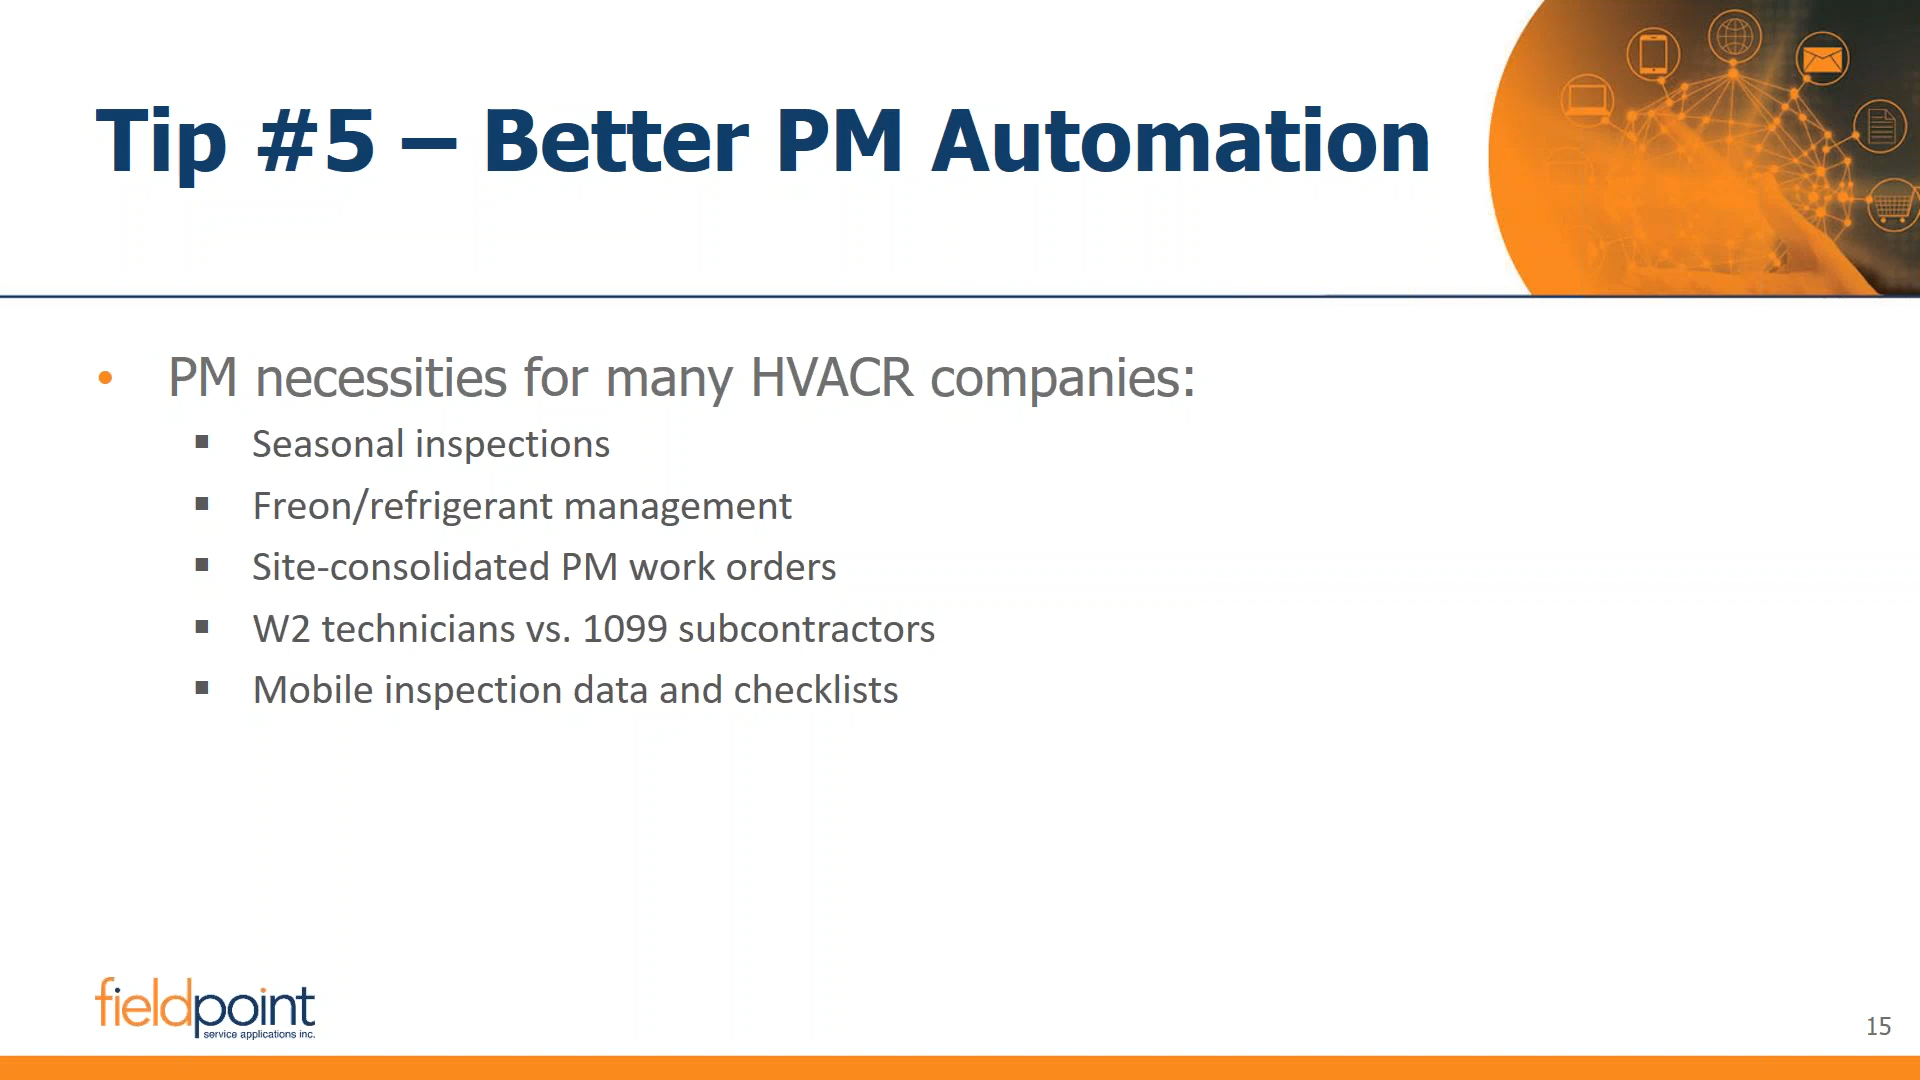 Tip #5 – Better PM Automation
• PM necessities for many HVACR companies:
▪ Seasonal inspections
▪ Freon/refrigerant management
▪ Site-consolidated PM work orders
▪ W2 technicians vs. 1099 subcontractors
▪ Mobile inspection data and checklists
fieldpoint
service applications inc.
15